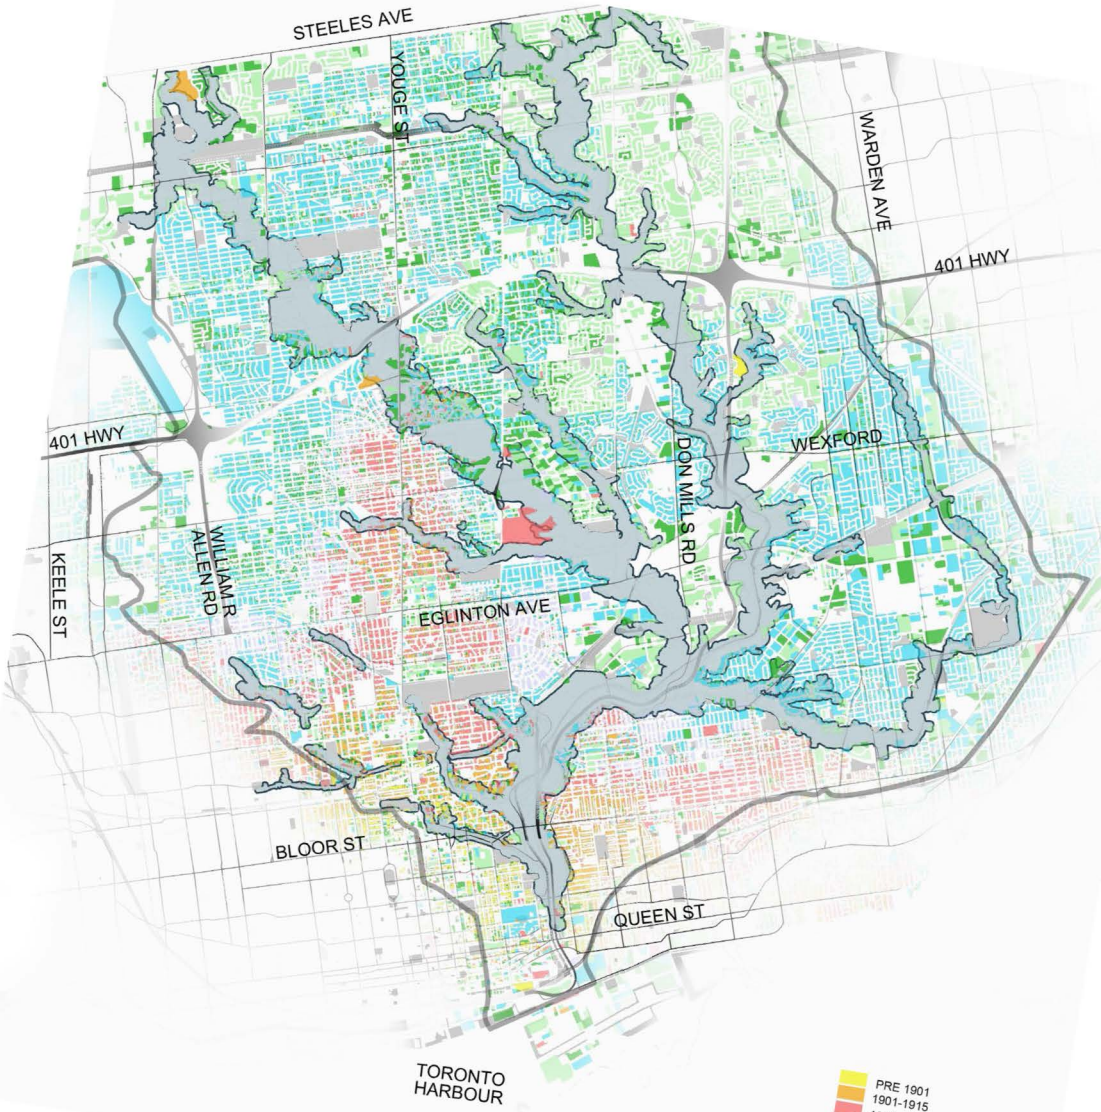 STEELES AVE
YOUGE ST
WARDEN AVE
401 HWY
401 HWY
WEXFORD
DON MILLS RD
WILLIAM R
ALLEN RD
KEELE ST
EGLINTON AVE
BLOOR ST
QUEEN ST
TORONTO
HARBOUR
PRE 1901
1901-1915